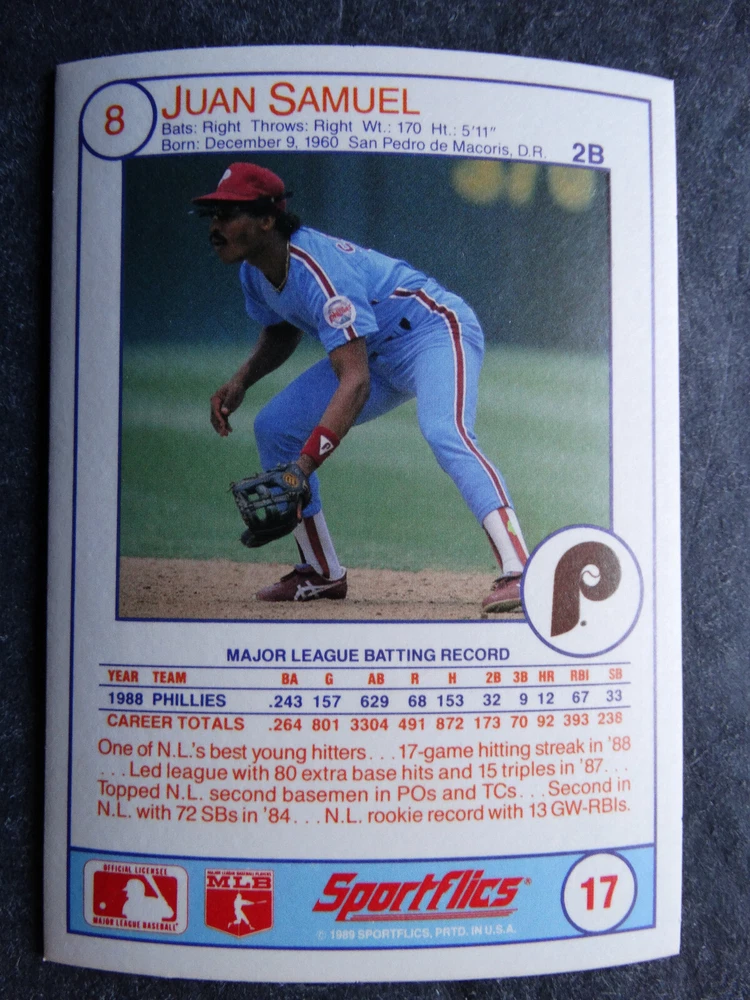 8
JUAN SAMUEL
Bats: Right Throws: Right Wt.: 170 Ht.: 5'11"
Born: December 9, 1960 San Pedro de Macoris, D.R.
2B
P
MAJOR LEAGUE BATTING RECORD
YEAR TEAM BA G AB R H 2B 3B HR RBI SB
1988 PHILLIES .243 157 629 68 153 32 9 12 67 33
CAREER TOTALS .264 801 3304 491 872 173 70 92 393 238
One of N.L.'s best young hitters...17-game hitting streak in '88
...Led league with 80 extra base hits and 15 triples in '87...
Topped N.L. second basemen in POs and TCs...Second in
N.L. with 72 SBs in '84...N.L. rookie record with 13 GW-RBIs.
OFFICIAL LICENSEE
MAJOR LEAGUE BASEBALL
MAJOR LEAGUE BASEBALL PLAYERS
MLB
Sportflics®
© 1989 SPORTFLICS, PRTD. IN U.S.A.
17